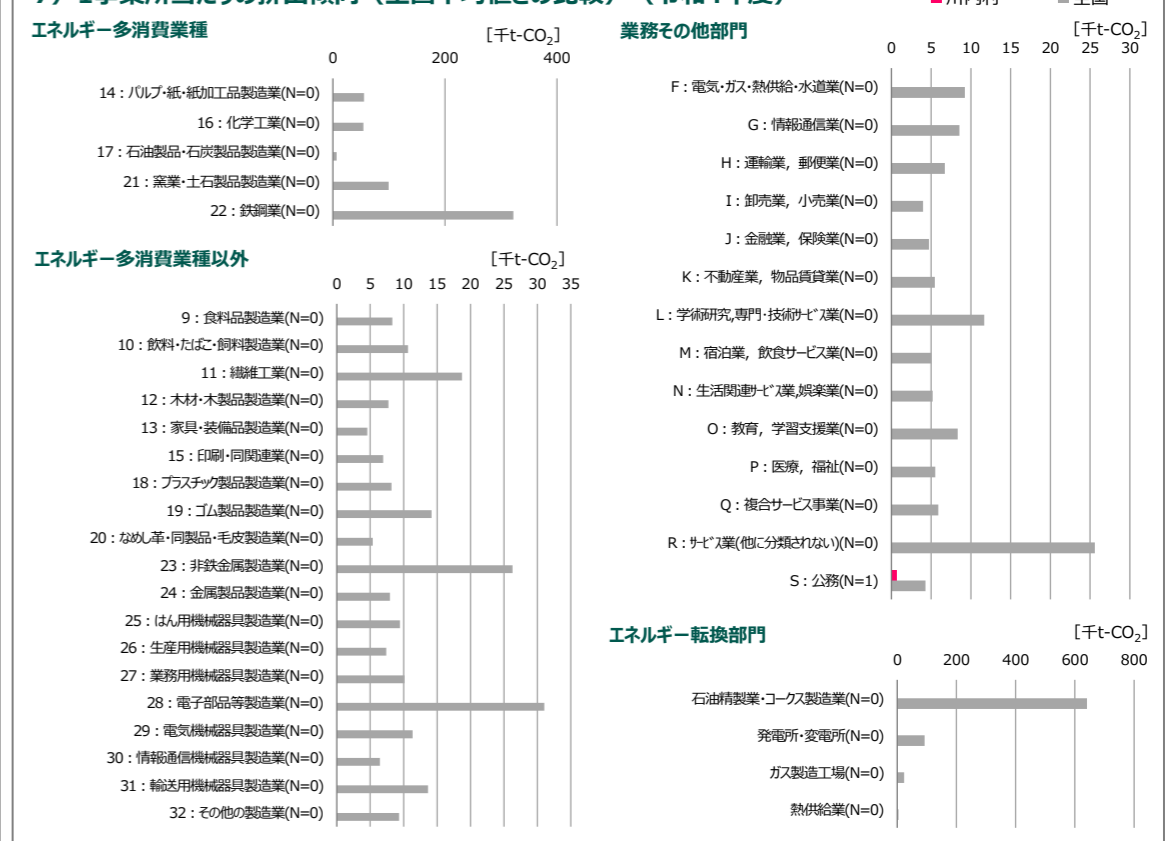 エネルギー多消費業種
[千t-CO2]
0 200 400
14：パルプ・紙・紙加工品製造業(N=0)
16：化学工業(N=0)
17：石油製品・石炭製品製造業(N=0)
21：窯業・土石製品製造業(N=0)
22：鉄鋼業(N=0)
エネルギー多消費業種以外
[千t-CO2]
0 5 10 15 20 25 30 35
9：食料品製造業(N=0)
10：飲料・たばこ・飼料製造業(N=0)
11：繊維工業(N=0)
12：木材・木製品製造業(N=0)
13：家具・装備品製造業(N=0)
15：印刷・同関連業(N=0)
18：プラスチック製品製造業(N=0)
19：ゴム製品製造業(N=0)
20：なめし革・同製品・毛皮製造業(N=0)
23：非鉄金属製造業(N=0)
24：金属製品製造業(N=0)
25：はん用機械器具製造業(N=0)
26：生産用機械器具製造業(N=0)
27：業務用機械器具製造業(N=0)
28：電子部品等製造業(N=0)
29：電気機械器具製造業(N=0)
30：情報通信機械器具製造業(N=0)
31：輸送用機械器具製造業(N=0)
32：その他の製造業(N=0)
業務その他部門
[千t-CO2]
0 5 10 15 20 25 30
F：電気・ガス・熱供給・水道業(N=0)
G：情報通信業(N=0)
H：運輸業，郵便業(N=0)
I：卸売業，小売業(N=0)
J：金融業，保険業(N=0)
K：不動産業，物品賃貸業(N=0)
L：学術研究,専門・技術サービス業(N=0)
M：宿泊業，飲食サービス業(N=0)
N：生活関連サービス業,娯楽業(N=0)
O：教育，学習支援業(N=0)
P：医療，福祉(N=0)
Q：複合サービス事業(N=0)
R：サービス業(他に分類されない)(N=0)
S：公務(N=1)
エネルギー転換部門
[千t-CO2]
0 200 400 600 800
石油精製業・コークス製造業(N=0)
発電所・変電所(N=0)
ガス製造工場(N=0)
熱供給業(N=0)